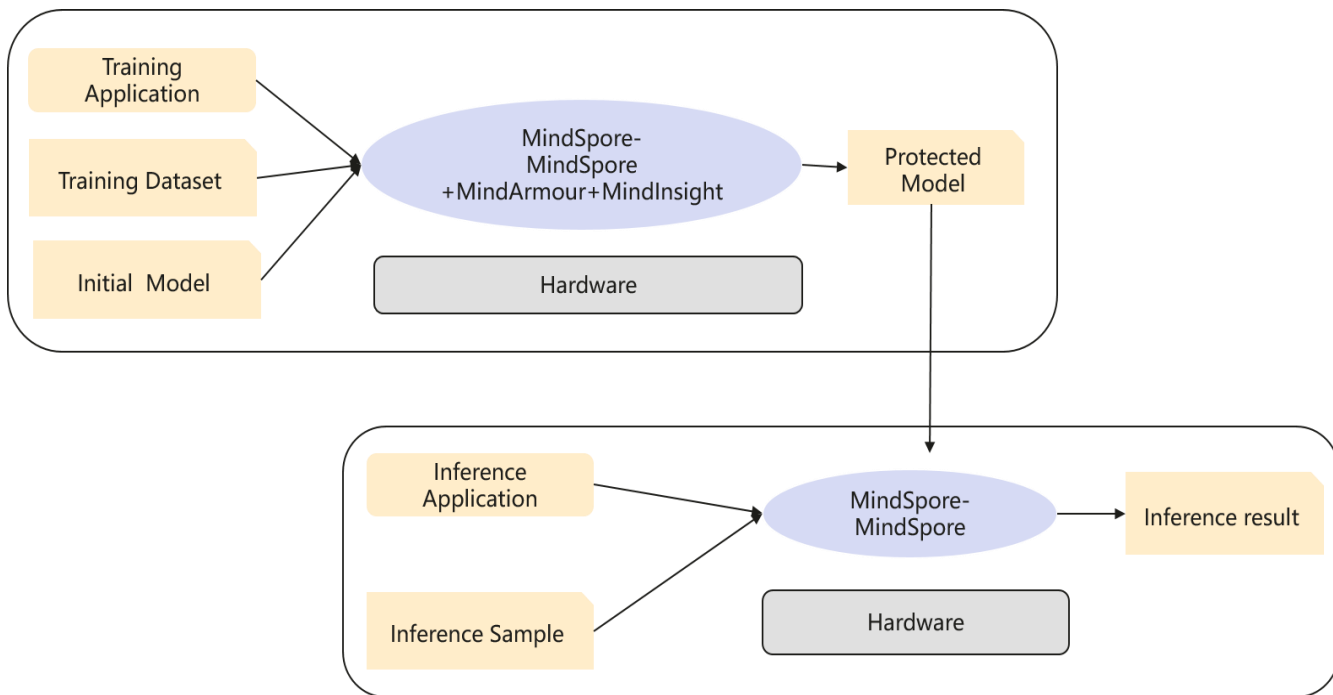 Training
Application
Training Dataset
Initial  Model
MindSpore-
MindSpore
+MindArmour+MindInsight
Hardware
Protected
Model
Inference
Application
Inference Sample
MindSpore-
MindSpore
Hardware
Inference result